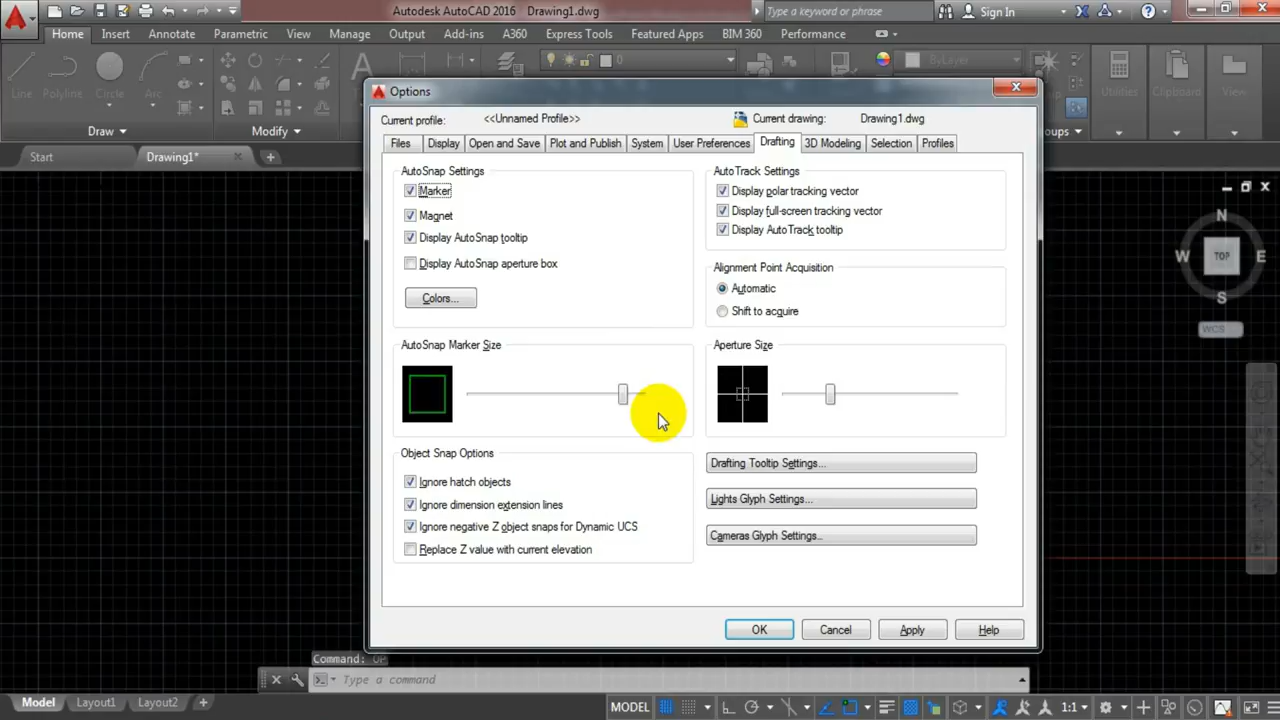 Autodesk AutoCAD 2016 Drawing1.dwg
Type a keyword or phrase
Sign In
Home Insert Annotate Parametric View Manage Output Add-ins A360 Express Tools Featured Apps BIM 360 Performance
Line Polyline Circle Arc
0
ByLayer
Utilities Clipboard View
Draw Modify
Start Drawing1* +
Options
Current profile: <<Unnamed Profile>> Current drawing: Drawing1.dwg
Files Display Open and Save Plot and Publish System User Preferences Drafting 3D Modeling Selection Profiles
AutoSnap Settings
Marker
Magnet
Display AutoSnap tooltip
Display AutoSnap aperture box
Colors...
AutoTrack Settings
Display polar tracking vector
Display full-screen tracking vector
Display AutoTrack tooltip
Alignment Point Acquisition
Automatic
Shift to acquire
AutoSnap Marker Size
Aperture Size
Object Snap Options
Ignore hatch objects
Ignore dimension extension lines
Ignore negative Z object snaps for Dynamic UCS
Replace Z value with current elevation
Drafting Tooltip Settings...
Lights Glyph Settings...
Cameras Glyph Settings..
OK Cancel Apply Help
N
W TOP E
S
WCS
Command: OP
Type a command
Model Layout1 Layout2 +
MODEL 1:1